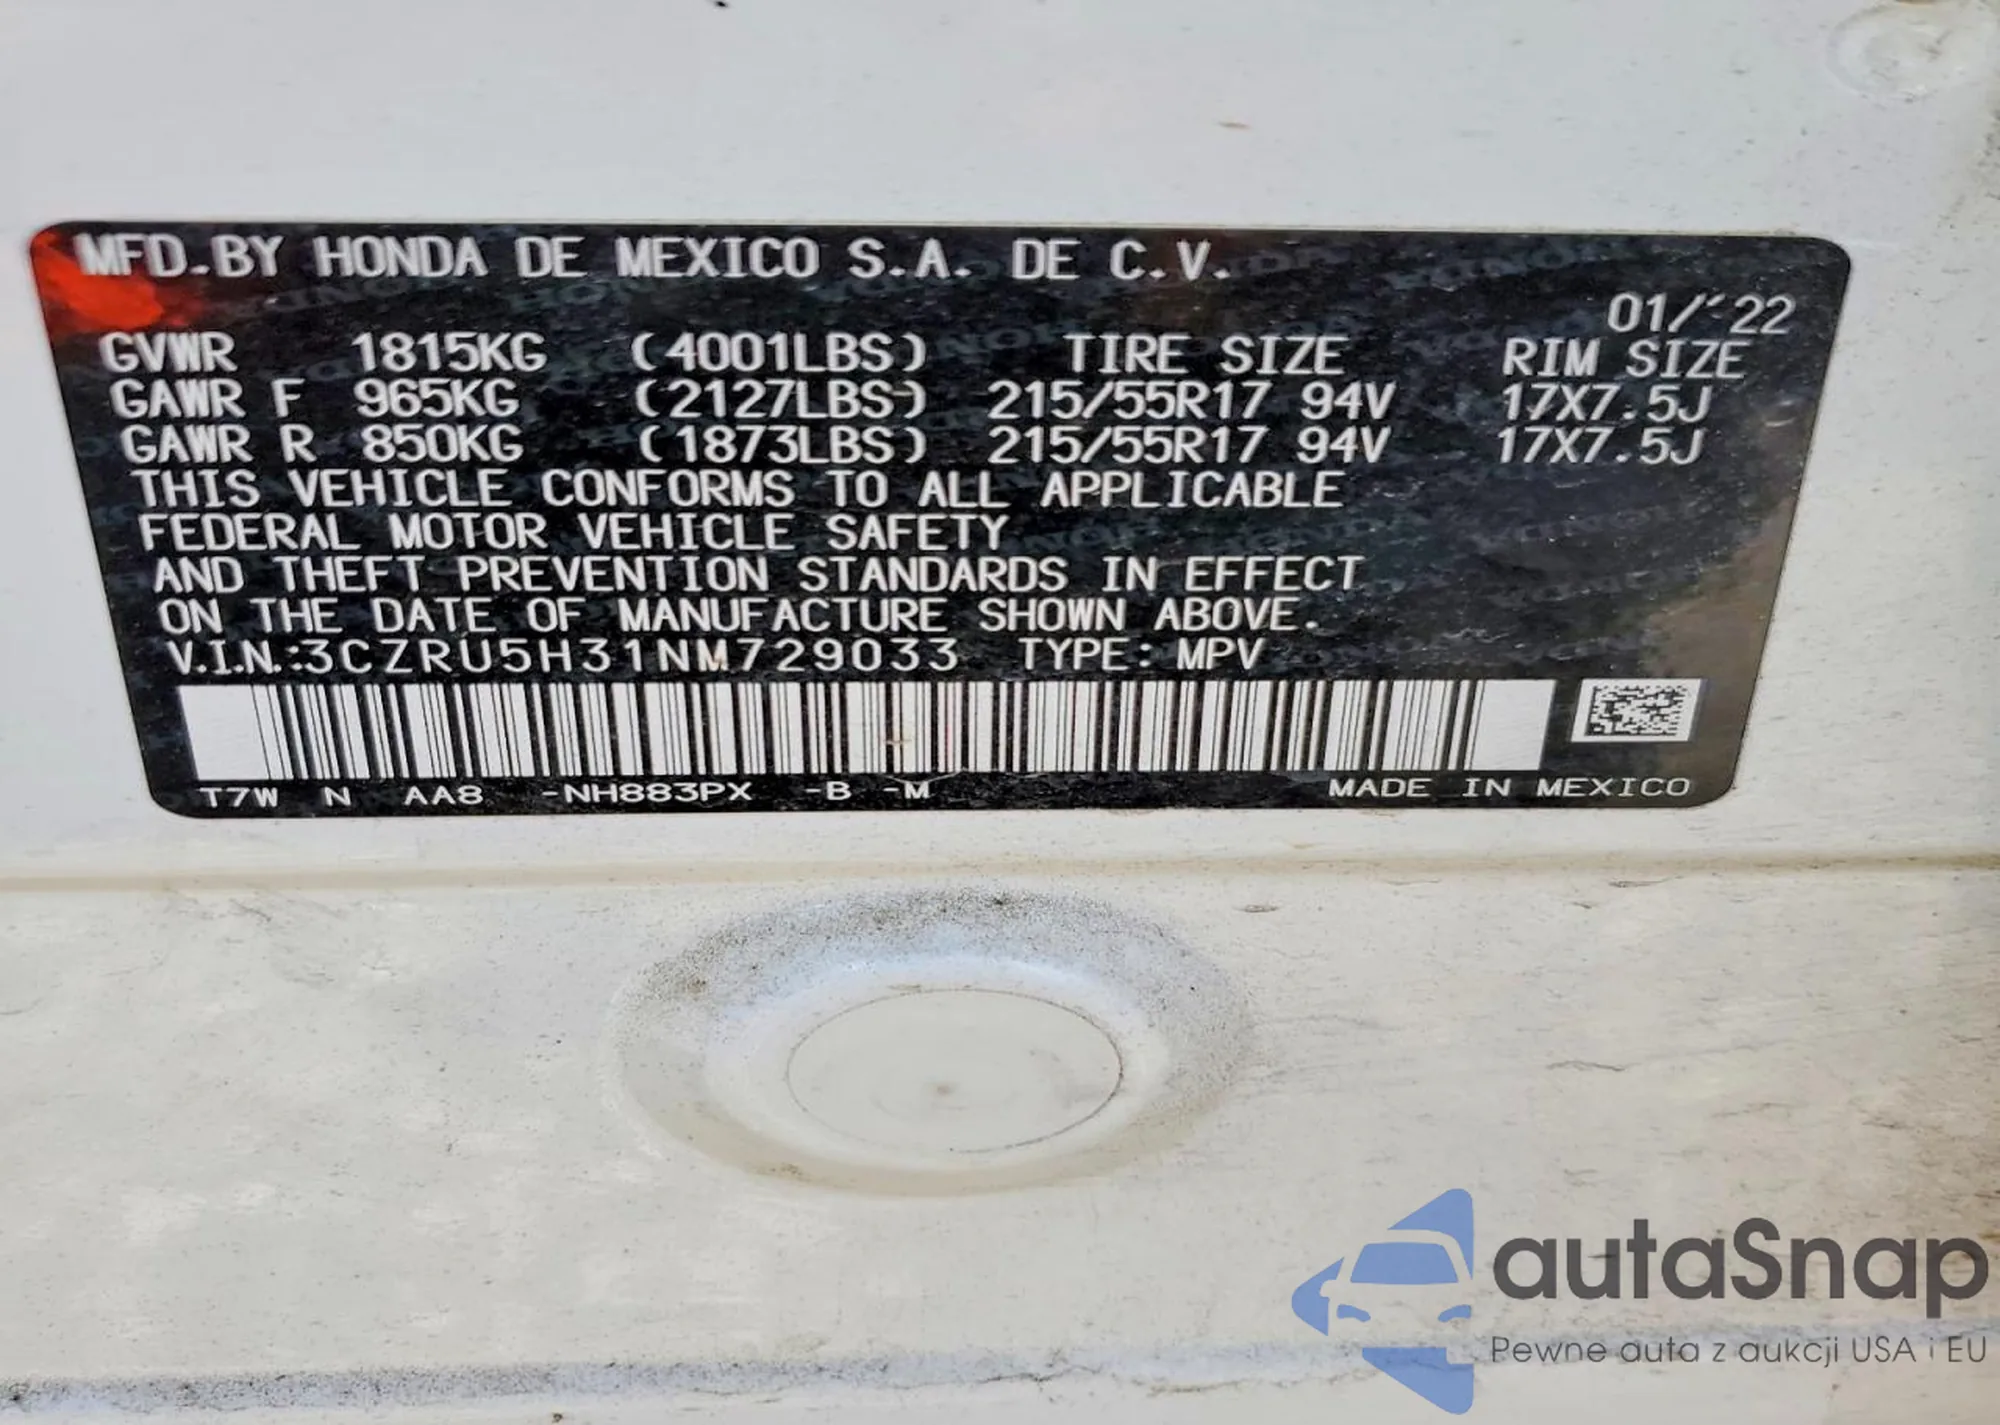 MFD.BY HONDA DE MEXICO S.A. DE C.V.
01/'22
GVWR 1815KG (4001LBS) TIRE SIZE RIM SIZE
GAWR F 965KG (2127LBS) 215/55R17 94V 17X7.5J
GAWR R 850KG (1873LBS) 215/55R17 94V 17X7.5J
THIS VEHICLE CONFORMS TO ALL APPLICABLE
FEDERAL MOTOR VEHICLE SAFETY
AND THEFT PREVENTION STANDARDS IN EFFECT
ON THE DATE OF MANUFACTURE SHOWN ABOVE.
V.I.N.:3CZRU5H31NM729033 TYPE: MPV
T7W N AA8 -NH883PX -B -M MADE IN MEXICO
autaSnap
Pewne auta z aukcji USA i EU